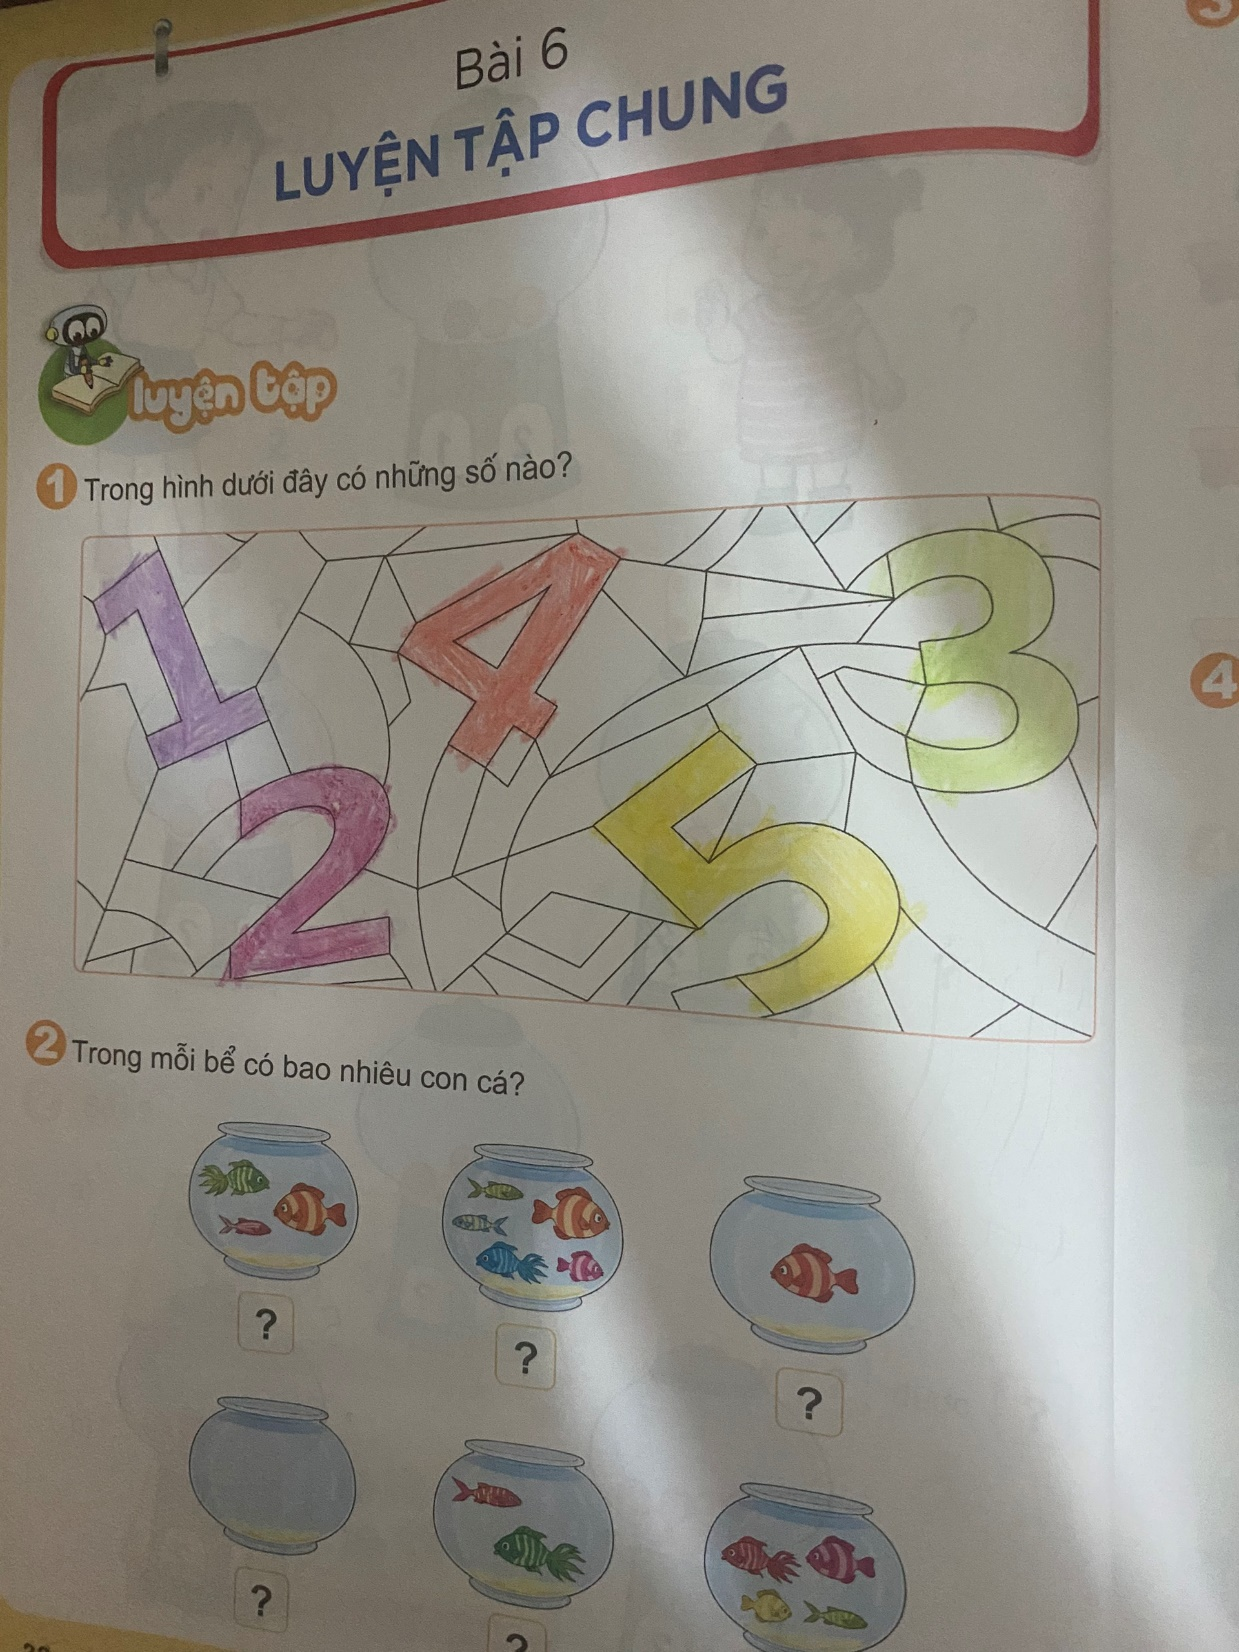 Bài 6
LUYỆN TẬP CHUNG
luyện tập
1 Trong hình dưới đây có những số nào?
1 4 3
2 5
2 Trong mỗi bể có bao nhiêu con cá?
? ? ?
? ?
4